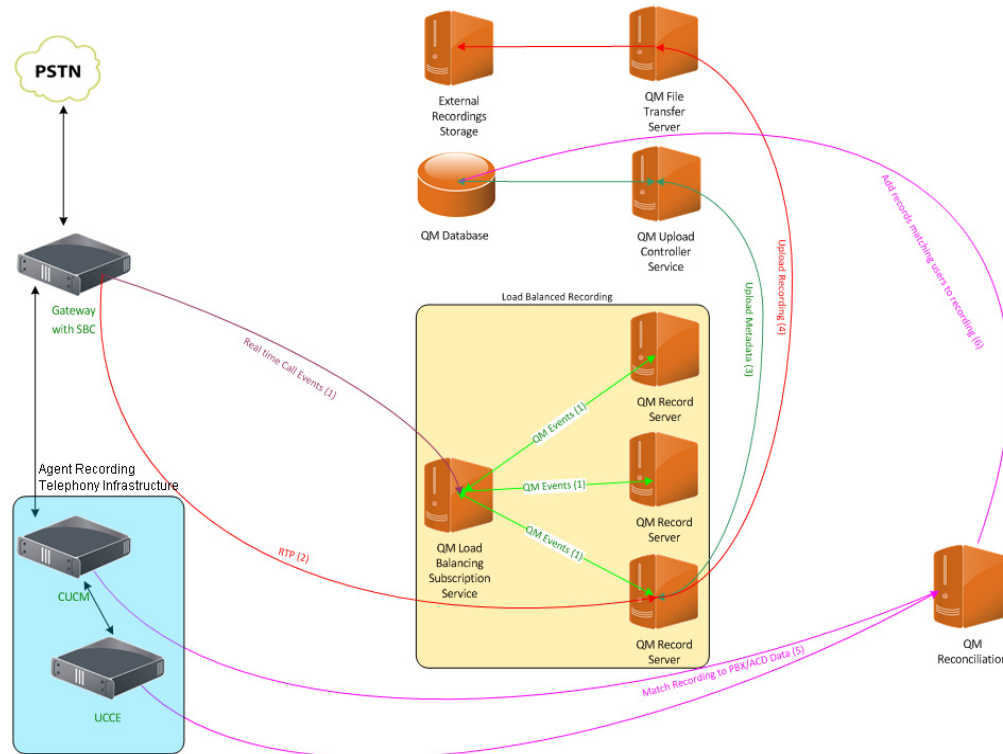 PSTN
External
Recordings
Storage
QM File
Transfer
Server
QM Database
QM Upload
Controller
Service
Add records matching users to recording (6)
Upload Recording (4)
Upload Metadata (3)
Gateway
with SBC
Real time Call Events (1)
Load Balanced Recording
QM Record
Server
QM Events (1)
QM Events (1)
QM Record
Server
QM Events (1)
QM Load
Balancing
Subscription
Service
QM Record
Server
Agent Recording
Telephony Infrastructure
RTP (2)
CUCM
UCCE
Match Recording to PBX/ACD Data (5)
QM
Reconciliation